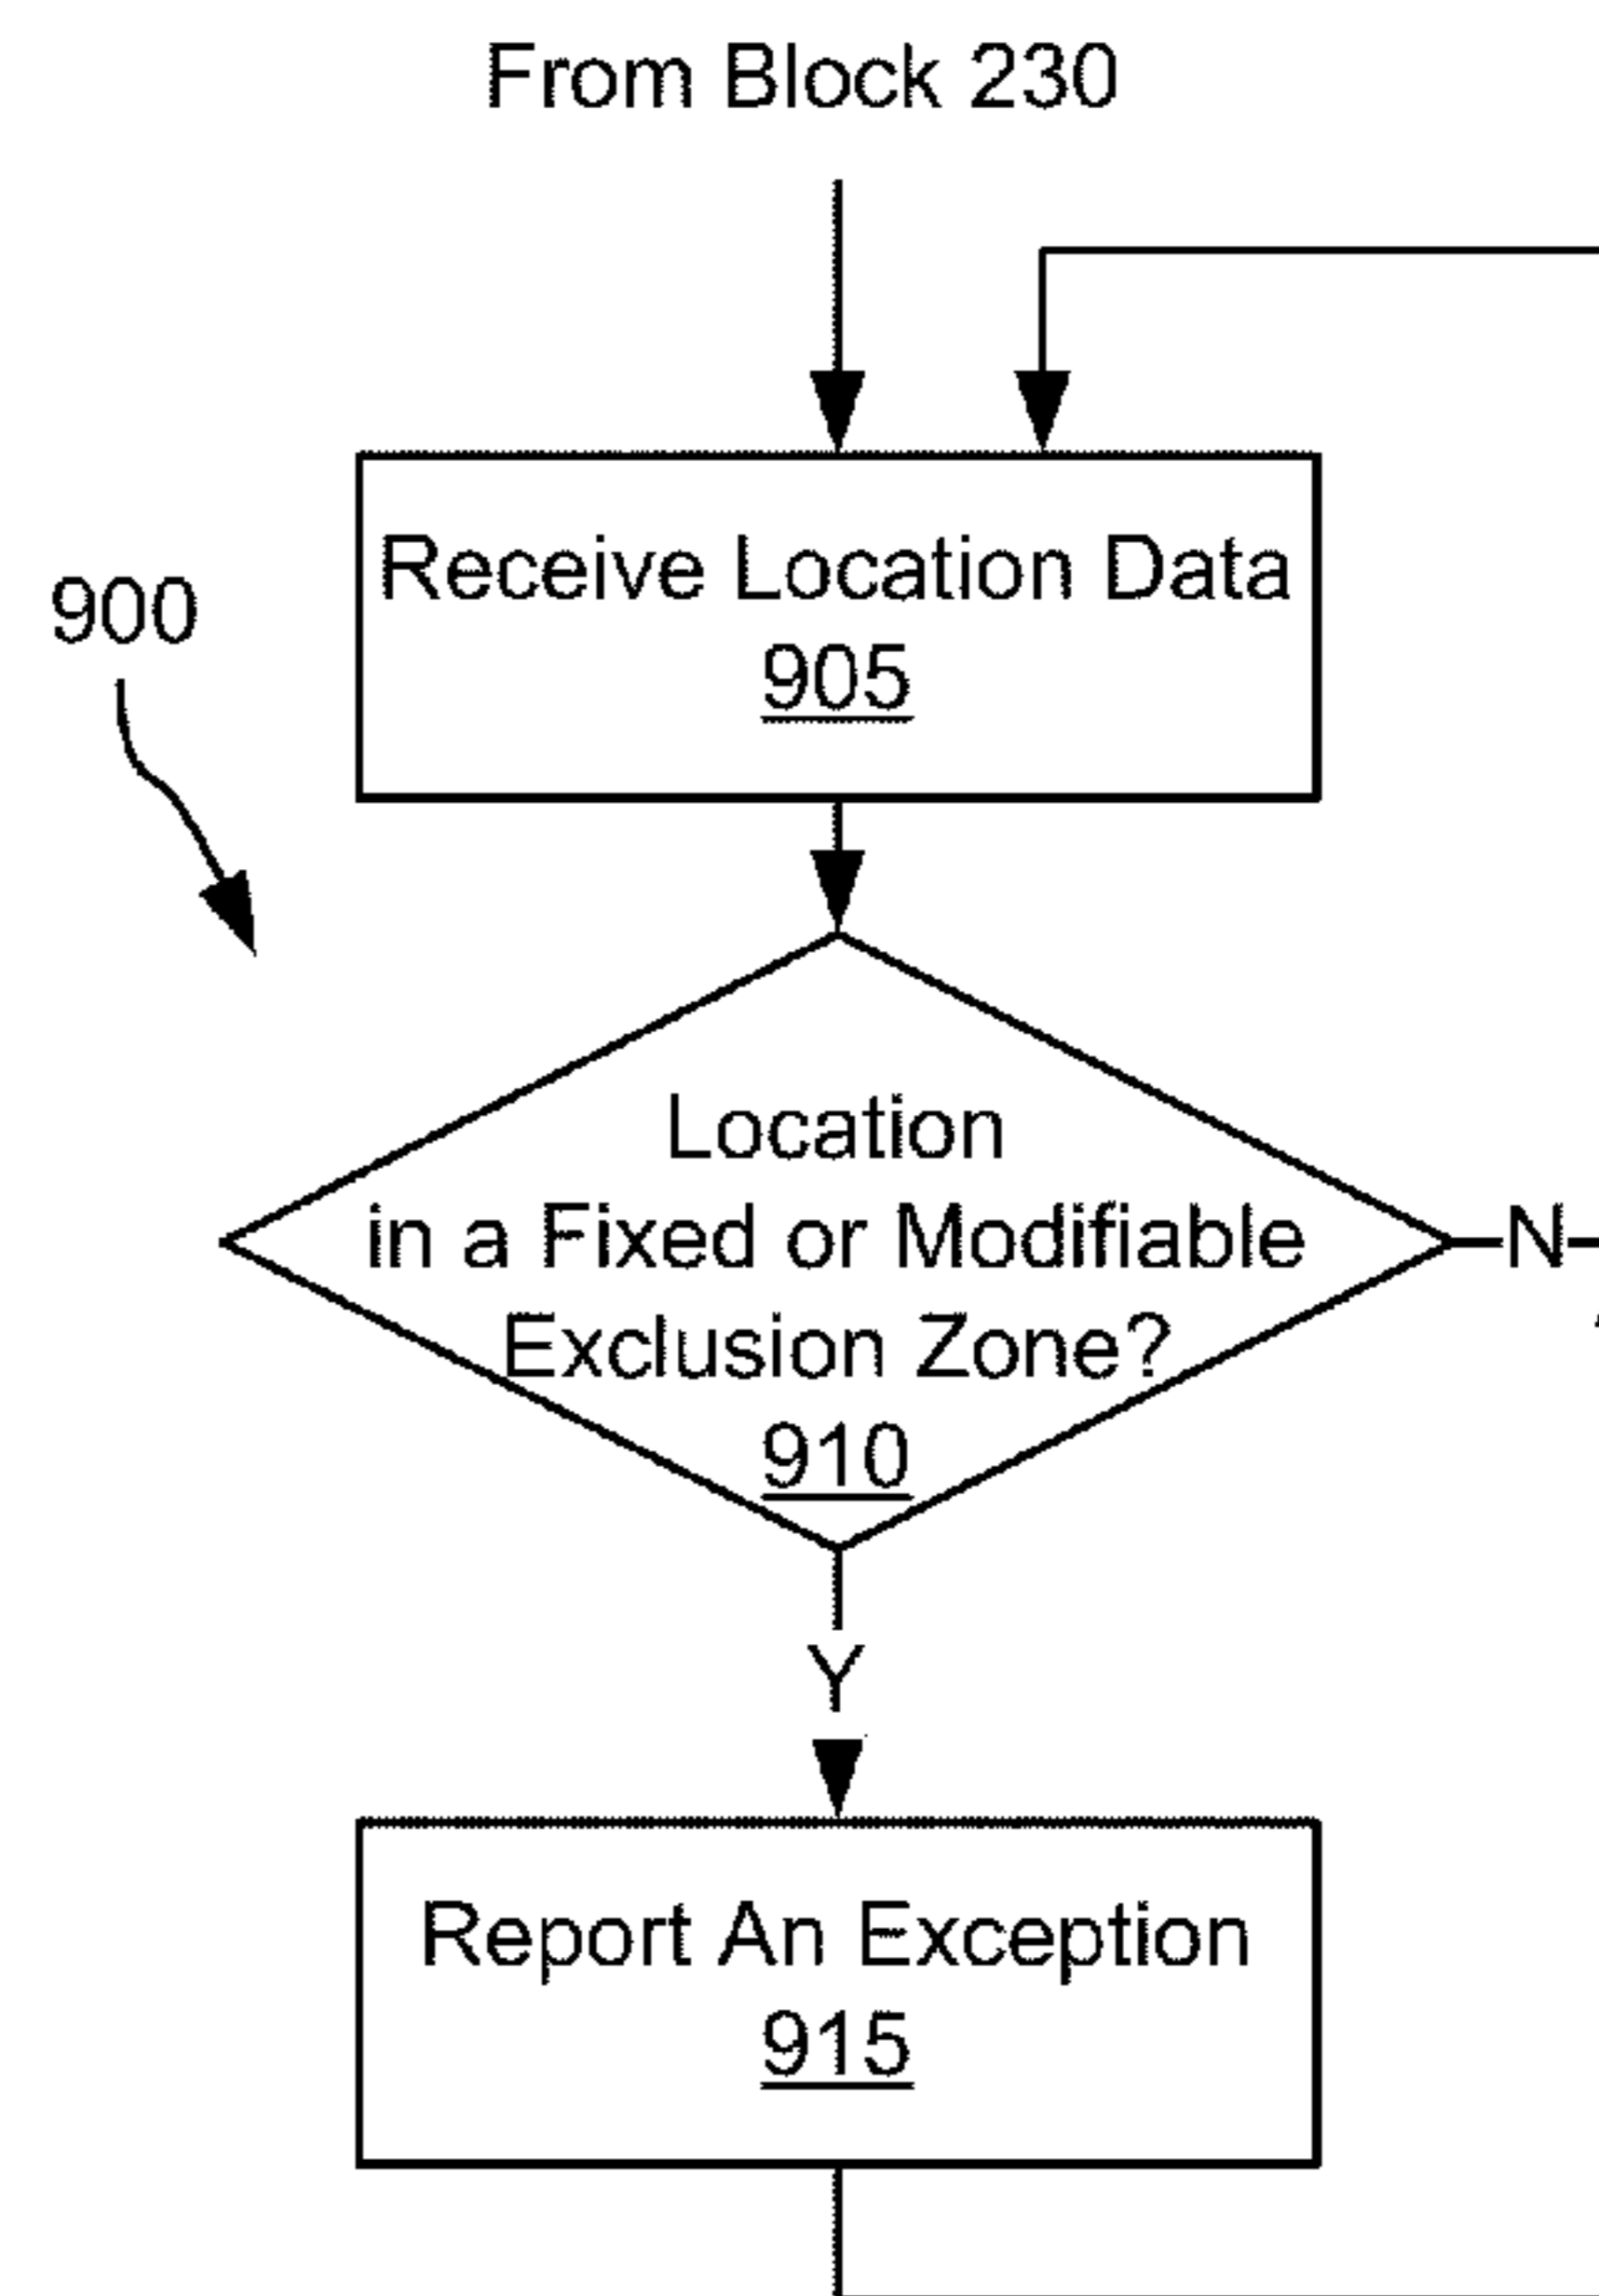 From Block 230
900
Receive Location Data
905
Location
in a Fixed or Modifiable
Exclusion Zone?
910
N
Y
Report An Exception
915